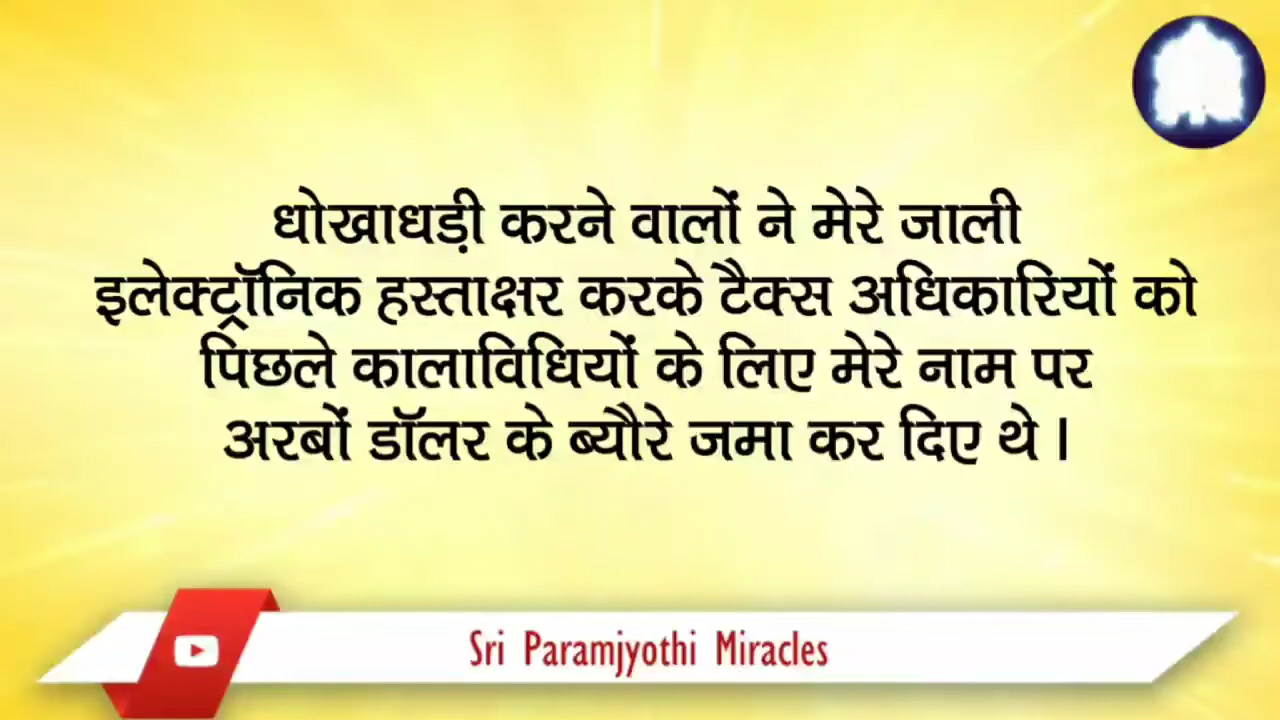 धोखाधड़ी करने वालों ने मेरे जाली
इलेक्ट्रॉनिक हस्ताक्षर करके टैक्स अधिकारियों को
पिछले कालाविधियों के लिए मेरे नाम पर
अरबों डॉलर के ब्यौरे जमा कर दिए थे ।
Sri Paramjyothi Miracles